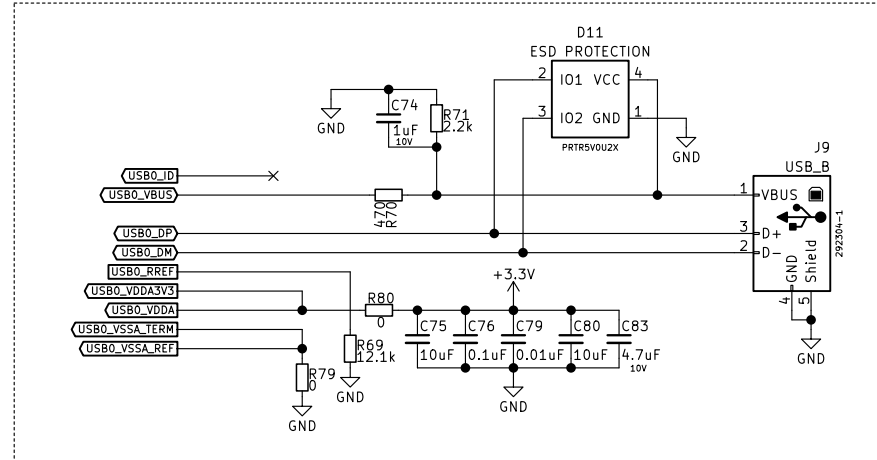 D11
ESD PROTECTION
2 IO1 VCC 4
3 IO2 GND 1
PRTR5V0U2X
GND
C74
1uF
10V
R71
2.2k
GND
J9
USB_B
1 VBUS
3 D+
2 D-
GND
Shield
4
5
292304-1
GND
USB0_ID
USB0_VBUS
470
R70
USB0_DP
USB0_DM
USB0_RREF
USB0_VDDA3V3
USB0_VDDA
USB0_VSSA_TERM
USB0_VSSA_REF
R80
0
+3.3V
C75
10uF
C76
0.1uF
C79
0.01uF
C80
10uF
C83
4.7uF
10V
R69
12.1k
GND
R79
0
GND
GND